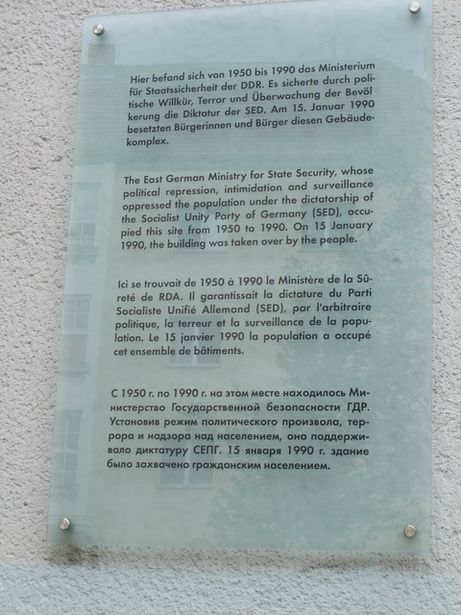 Hier befand sich von 1950 bis 1990 das Ministerium
für Staatssicherheit der DDR. Es sicherte durch poli-
tische Willkür, Terror und Überwachung der Bevöl
kerung die Diktatur der SED. Am 15. Januar 1990
besetzten Bürgerinnen und Bürger diesen Gebäude-
komplex.
The East German Ministry for State Security, whose
political repression, intimidation and surveillance
oppressed the population under the dictatorship of
the Socialist Unity Party of Germany (SED), occu-
pied this site from 1950 to 1990. On 15 January
1990, the building was taken over by the people.
Ici se trouvait de 1950 à 1990 le Ministère de la Sû-
reté de RDA. Il garantissait la dictature du Parti
Socialiste Unifié Allemand (SED), par l'arbitraire
politique, la terreur et la surveillance de la popu-
lation. Le 15 janvier 1990 la population a occupé
cet ensemble de bâtiments.
С 1950 г. по 1990 г. на этом месте находилось Ми-
нистерство Государственной безопасности ГДР.
Установив режим политического произвола, тер-
рора и надзора над населением, оно поддержи-
вало диктатуру СЕПГ. 15 января 1990 г. здание
было захвачено гражданским населением.